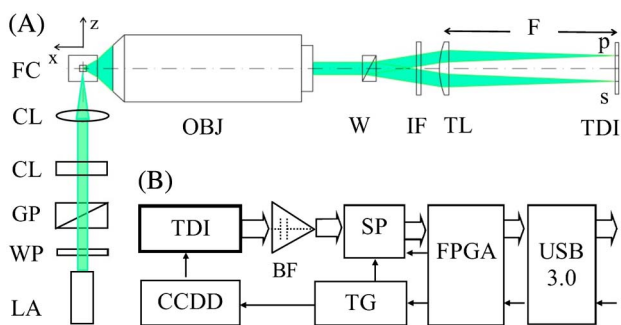 (A)
z
x
FC
CL
CL
GP
WP
LA
OBJ
W
IF
TL
F
p
s
TDI
(B)
TDI
BF
SP
FPGA
USB
3.0
CCDD
TG